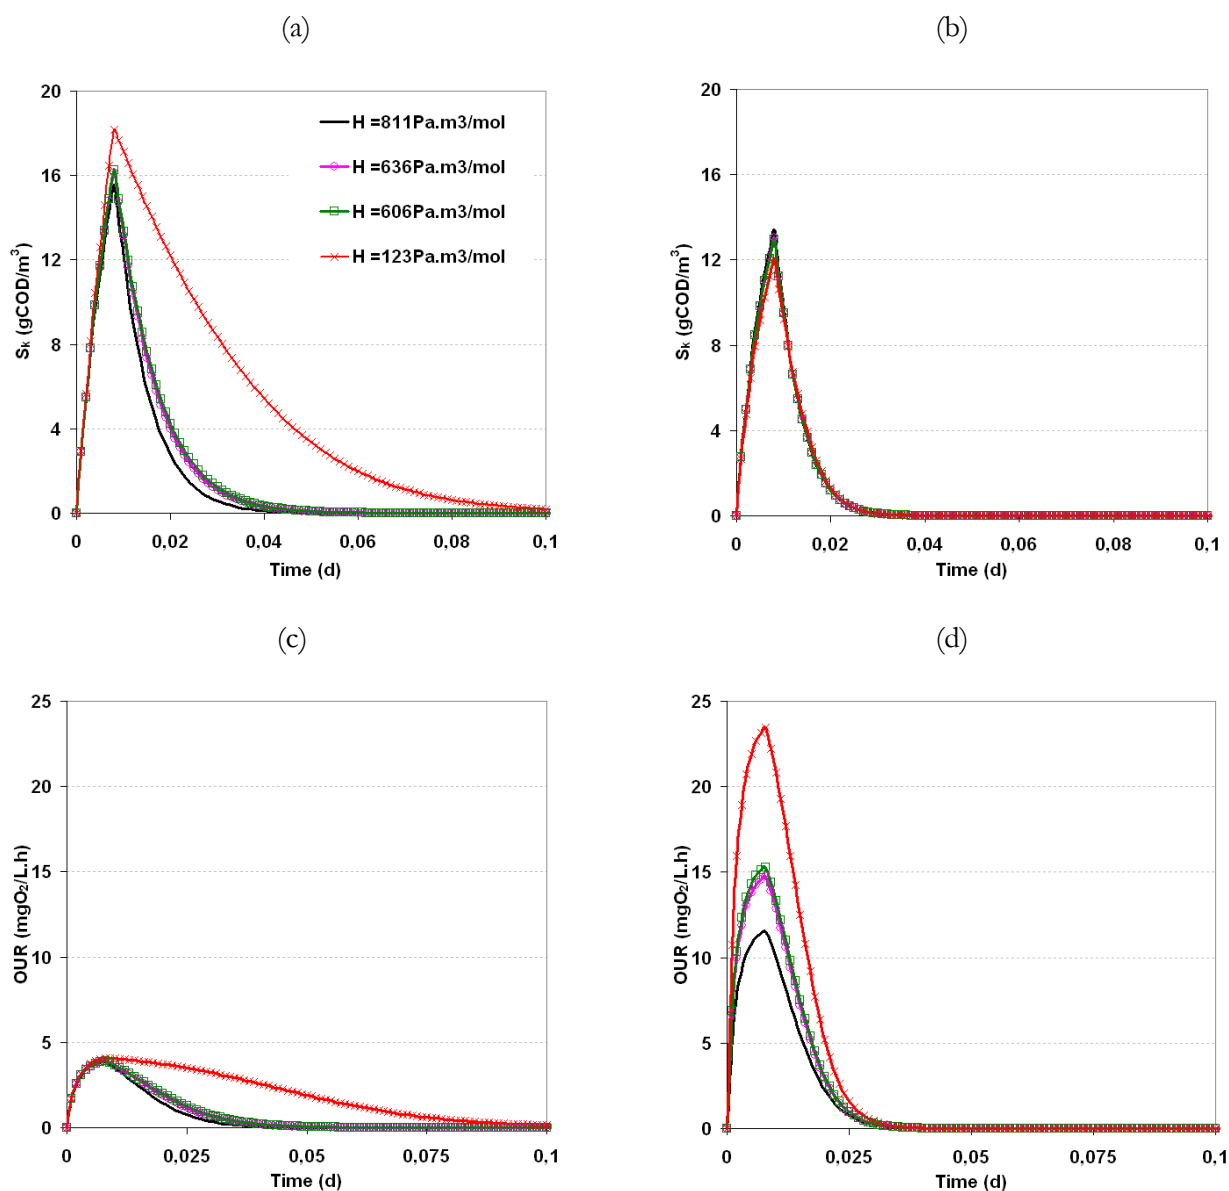 (a)
(b)
20
16
12
8
4
0
S_k (gCOD/m³)
H =811Pa.m3/mol
H =636Pa.m3/mol
H =606Pa.m3/mol
H =123Pa.m3/mol
0
0,02
0,04
0,06
0,08
0,1
Time (d)
20
16
12
8
4
0
S_k (gCOD/m³)
0
0,02
0,04
0,06
0,08
0,1
Time (d)
(c)
(d)
25
20
15
10
5
0
OUR (mgO₂/L.h)
0
0,025
0,05
0,075
0,1
Time (d)
25
20
15
10
5
0
OUR (mgO₂/L.h)
0
0,025
0,05
0,075
0,1
Time (d)